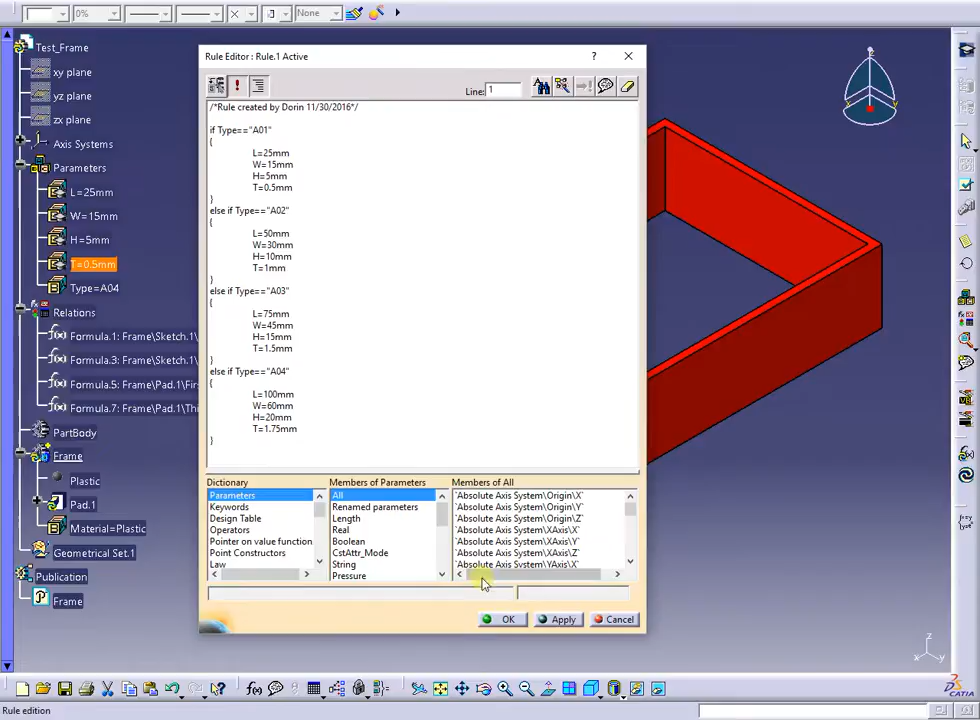 0%
None
Test_Frame
xy plane
yz plane
zx plane
Axis Systems
Parameters
L=25mm
W=15mm
H=5mm
T=0.5mm
Type=A04
Relations
Formula.1: Frame\Sketch.1\
Formula.3: Frame\Sketch.1\
Formula.5: Frame\Pad.1\Firs
Formula.7: Frame\Pad.1\Thi
PartBody
Frame
Plastic
Pad.1
Material=Plastic
Geometrical Set.1
Publication
Frame
Rule Editor : Rule.1 Active
?
Line: 1
/*Rule created by Dorin 11/30/2016*/
if Type=="A01"
{
L=25mm
W=15mm
H=5mm
T=0.5mm
}
else if Type=="A02"
{
L=50mm
W=30mm
H=10mm
T=1mm
}
else if Type=="A03"
{
L=75mm
W=45mm
H=15mm
T=1.5mm
}
else if Type=="A04"
{
L=100mm
W=60mm
H=20mm
T=1.75mm
}
Dictionary
Parameters
Keywords
Design Table
Operators
Pointer on value function
Point Constructors
Law
Members of Parameters
All
Renamed parameters
Length
Real
Boolean
CstAttr_Mode
String
Pressure
Members of All
`Absolute Axis System\Origin\X`
`Absolute Axis System\Origin\Y`
`Absolute Axis System\Origin\Z`
`Absolute Axis System\XAxis\X`
`Absolute Axis System\XAxis\Y`
`Absolute Axis System\XAxis\Z`
`Absolute Axis System\YAxis\X`
OK
Apply
Cancel
z
z
x
y
CATIA
Rule edition